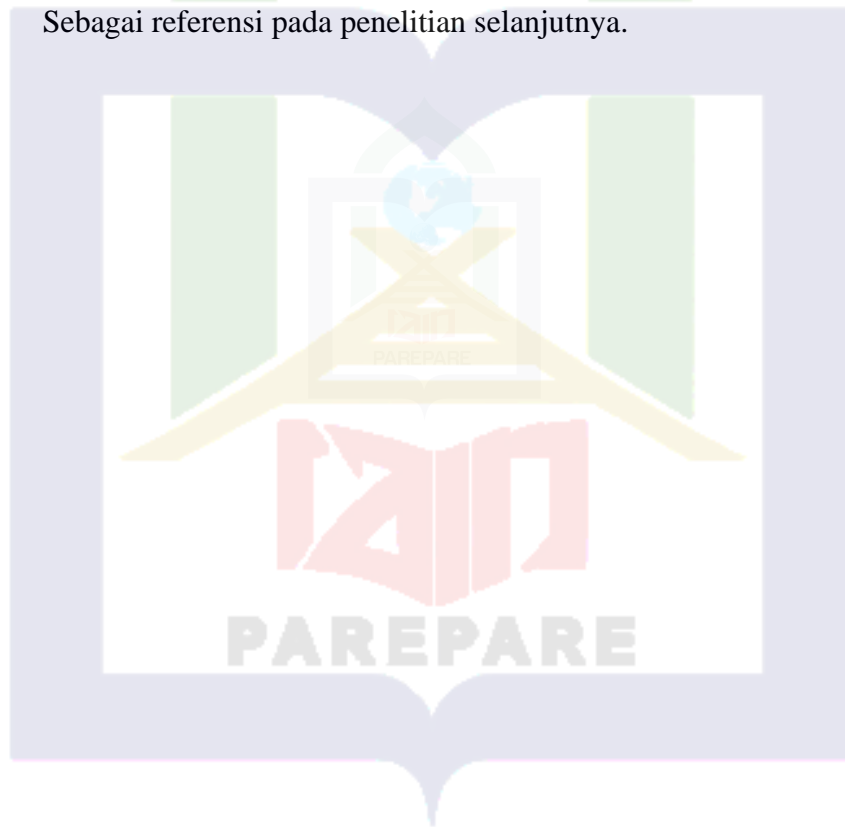 Sebagai referensi pada penelitian selanjutnya.
iain
PAREPARE
iain
PAREPARE